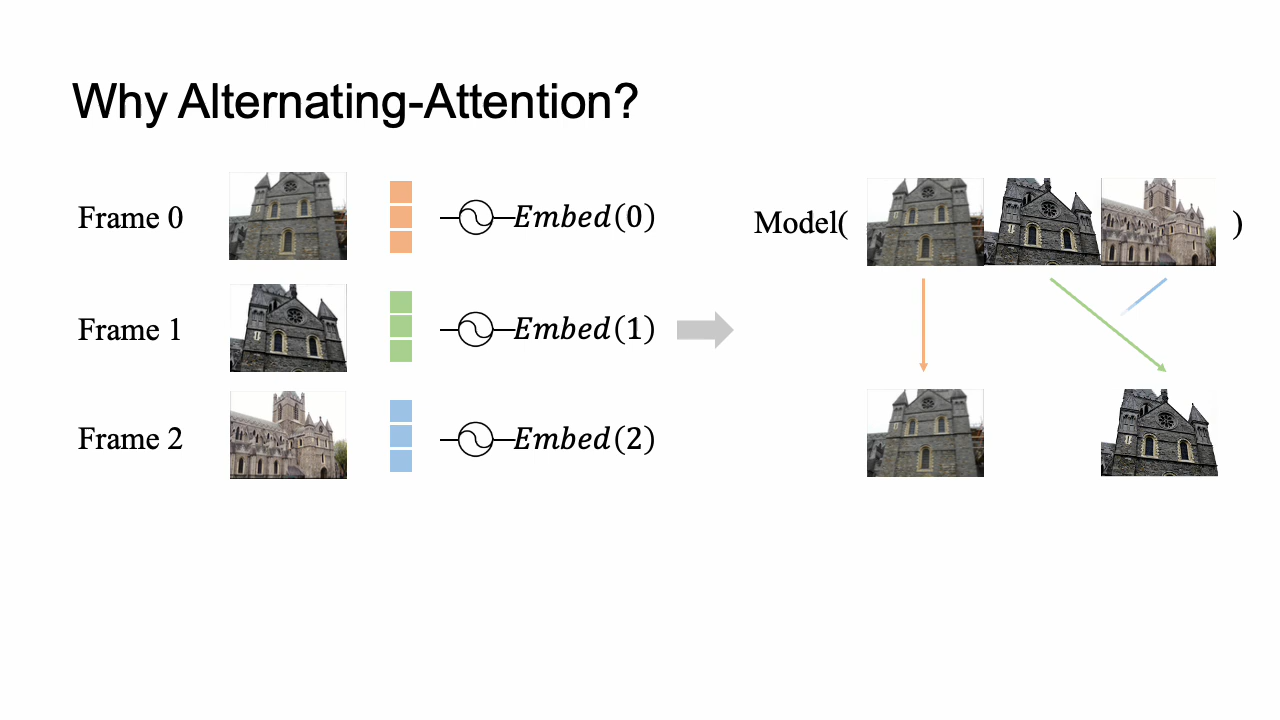 Why Alternating-Attention?
Frame 0
Embed(0)
Model( )
Frame 1
Embed(1)
Frame 2
Embed(2)